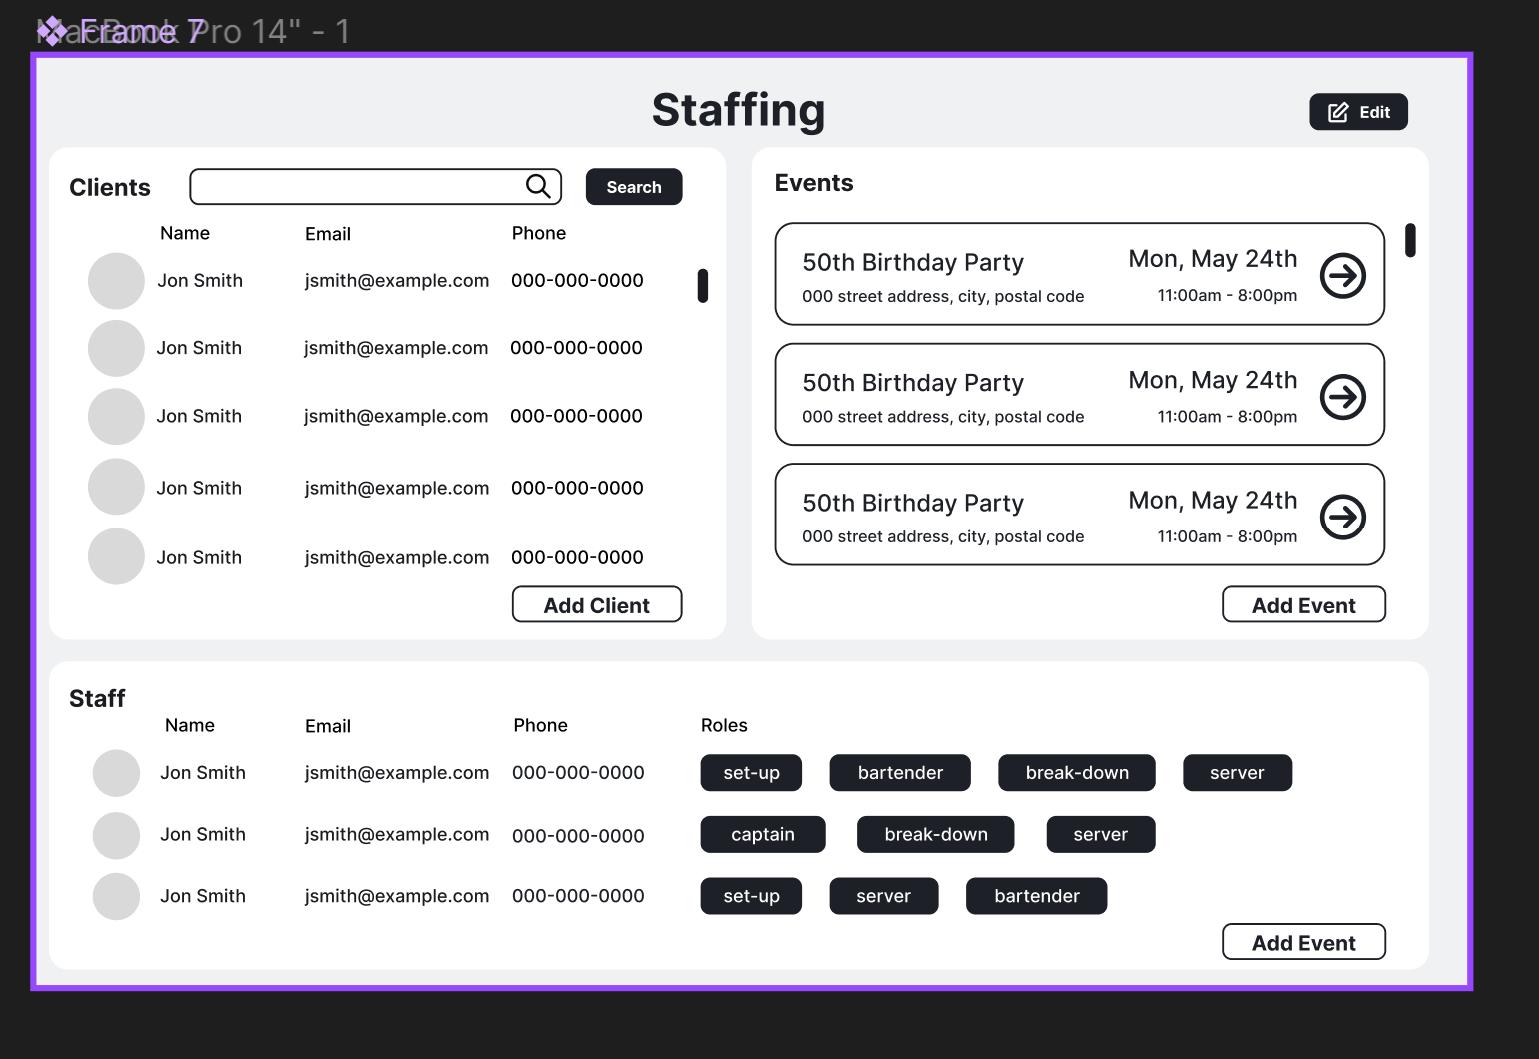 MacBook Pro 14" - 1
Frame 7
Staffing
Edit
Clients
Search
Name Email Phone
Jon Smith jsmith@example.com 000-000-0000
Jon Smith jsmith@example.com 000-000-0000
Jon Smith jsmith@example.com 000-000-0000
Jon Smith jsmith@example.com 000-000-0000
Jon Smith jsmith@example.com 000-000-0000
Add Client
Events
50th Birthday Party Mon, May 24th
000 street address, city, postal code 11:00am - 8:00pm
50th Birthday Party Mon, May 24th
000 street address, city, postal code 11:00am - 8:00pm
50th Birthday Party Mon, May 24th
000 street address, city, postal code 11:00am - 8:00pm
Add Event
Staff
Name Email Phone Roles
Jon Smith jsmith@example.com 000-000-0000 set-up bartender break-down server
Jon Smith jsmith@example.com 000-000-0000 captain break-down server
Jon Smith jsmith@example.com 000-000-0000 set-up server bartender
Add Event